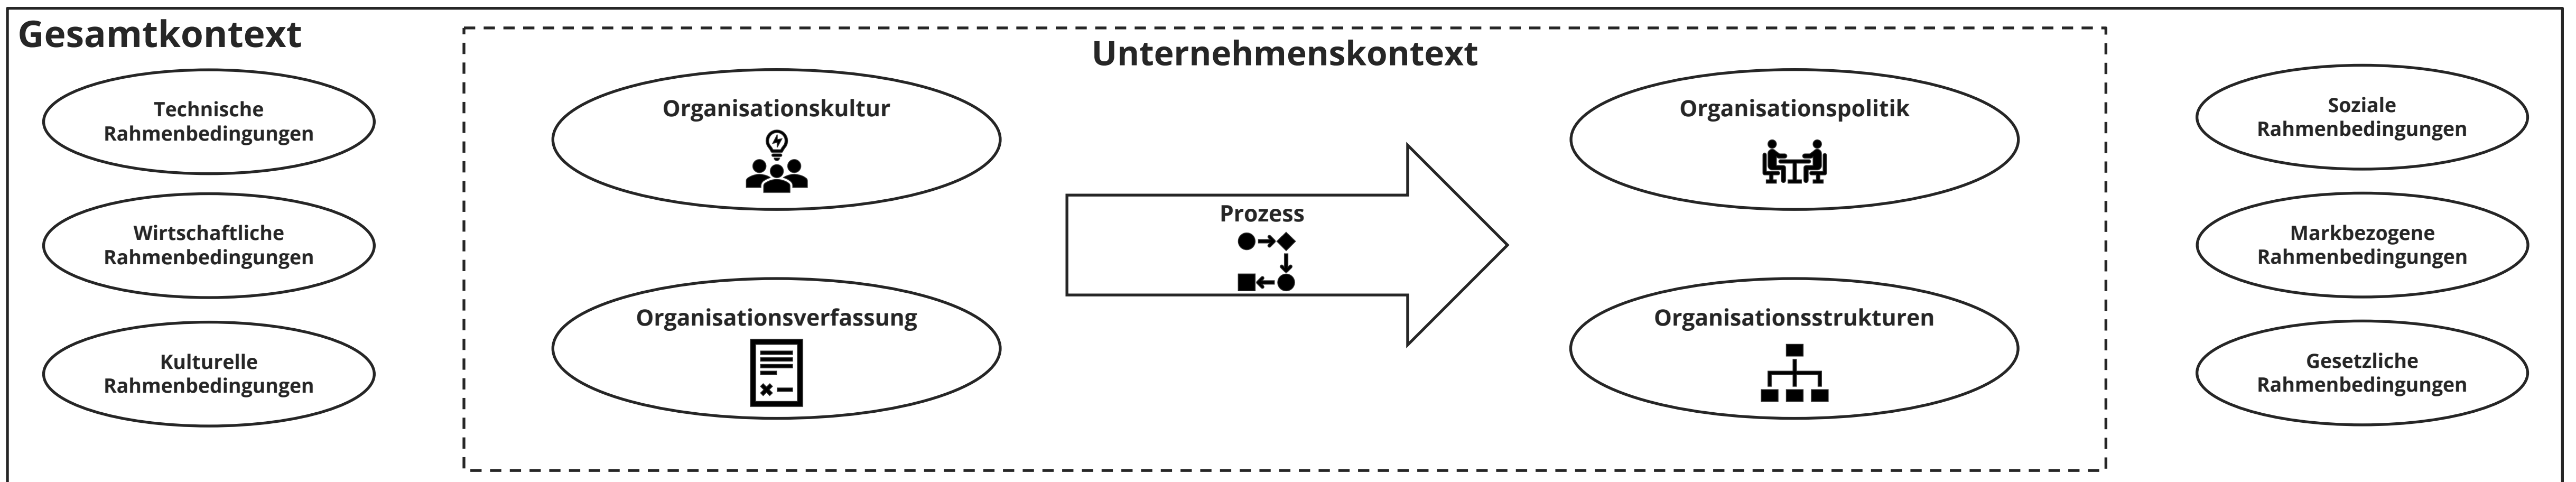 Gesamtkontext
Technische
Rahmenbedingungen
Wirtschaftliche
Rahmenbedingungen
Kulturelle
Rahmenbedingungen
Unternehmenskontext
Organisationskultur
Organisationsverfassung
Prozess
Organisationspolitik
Organisationsstrukturen
Soziale
Rahmenbedingungen
Markbezogene
Rahmenbedingungen
Gesetzliche
Rahmenbedingungen